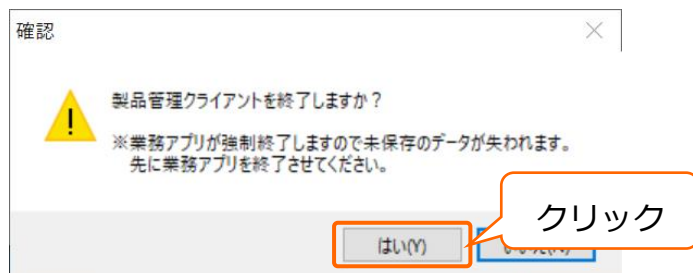 確認
製品管理クライアントを終了しますか？
※業務アプリが強制終了しますので未保存のデータが失われます。
先に業務アプリを終了させてください。
クリック
はい(Y)